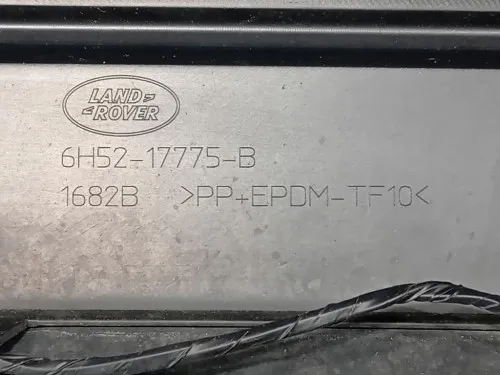 LAND
ROVER
6H52-17775-B
1682B >PP+EPDM-TF10<